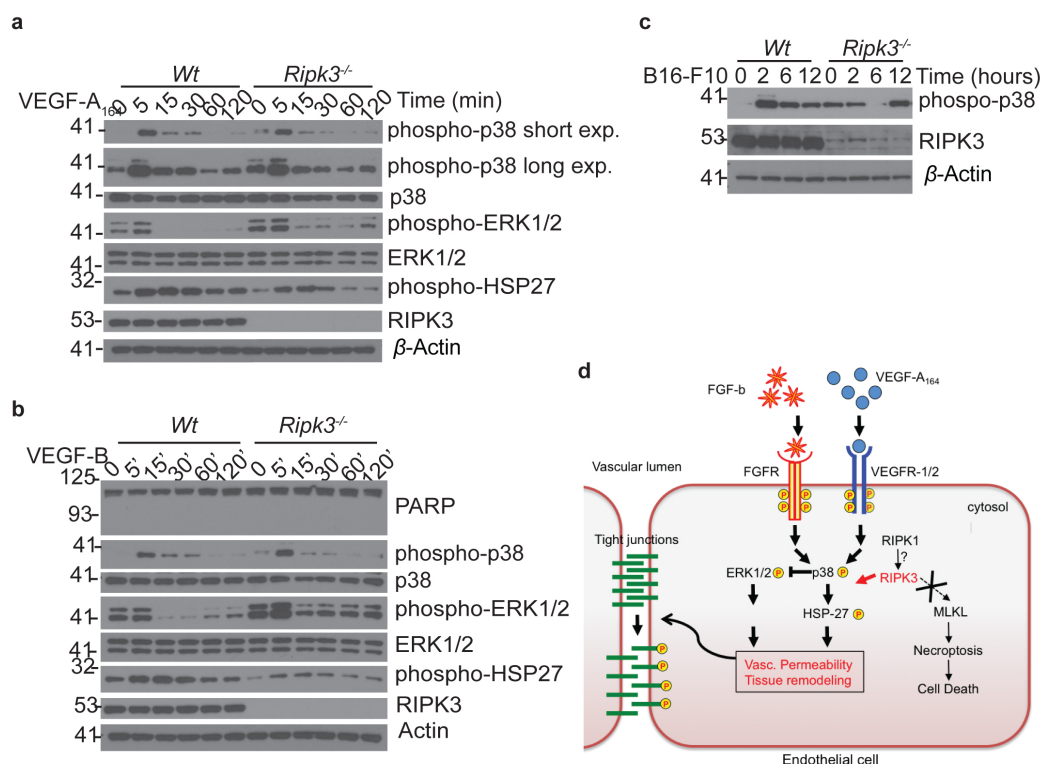 a
Wt Ripk3-/-
VEGF-A164 0 5 15 30 60 120 0 5 15 30 60 120 Time (min)
41 phospho-p38 short exp.
41 phospho-p38 long exp.
41 p38
41 phospho-ERK1/2
41 ERK1/2
32 phospho-HSP27
53 RIPK3
41 β-Actin
b
Wt Ripk3-/-
VEGF-B 0 5' 15' 30' 60' 120' 0 5' 15' 30' 60' 120'
125
93 PARP
41 phospho-p38
41 p38
41 phospho-ERK1/2
41 ERK1/2
32 phospho-HSP27
53 RIPK3
41 Actin
c
Wt Ripk3-/-
B16-F10 0 2 6 12 0 2 6 12 Time (hours)
41 phospo-p38
53 RIPK3
41 β-Actin
d
FGF-b VEGF-A164
Vascular lumen FGFR VEGFR-1/2
P P P P
P P P P
cytosol
Tight junctions
RIPK1
?
ERK1/2 P p38 P RIPK3
HSP-27 P MLKL
Necroptosis
Cell Death
Vasc. Permeability
Tissue remodeling
P
P
P
P
Endothelial cell